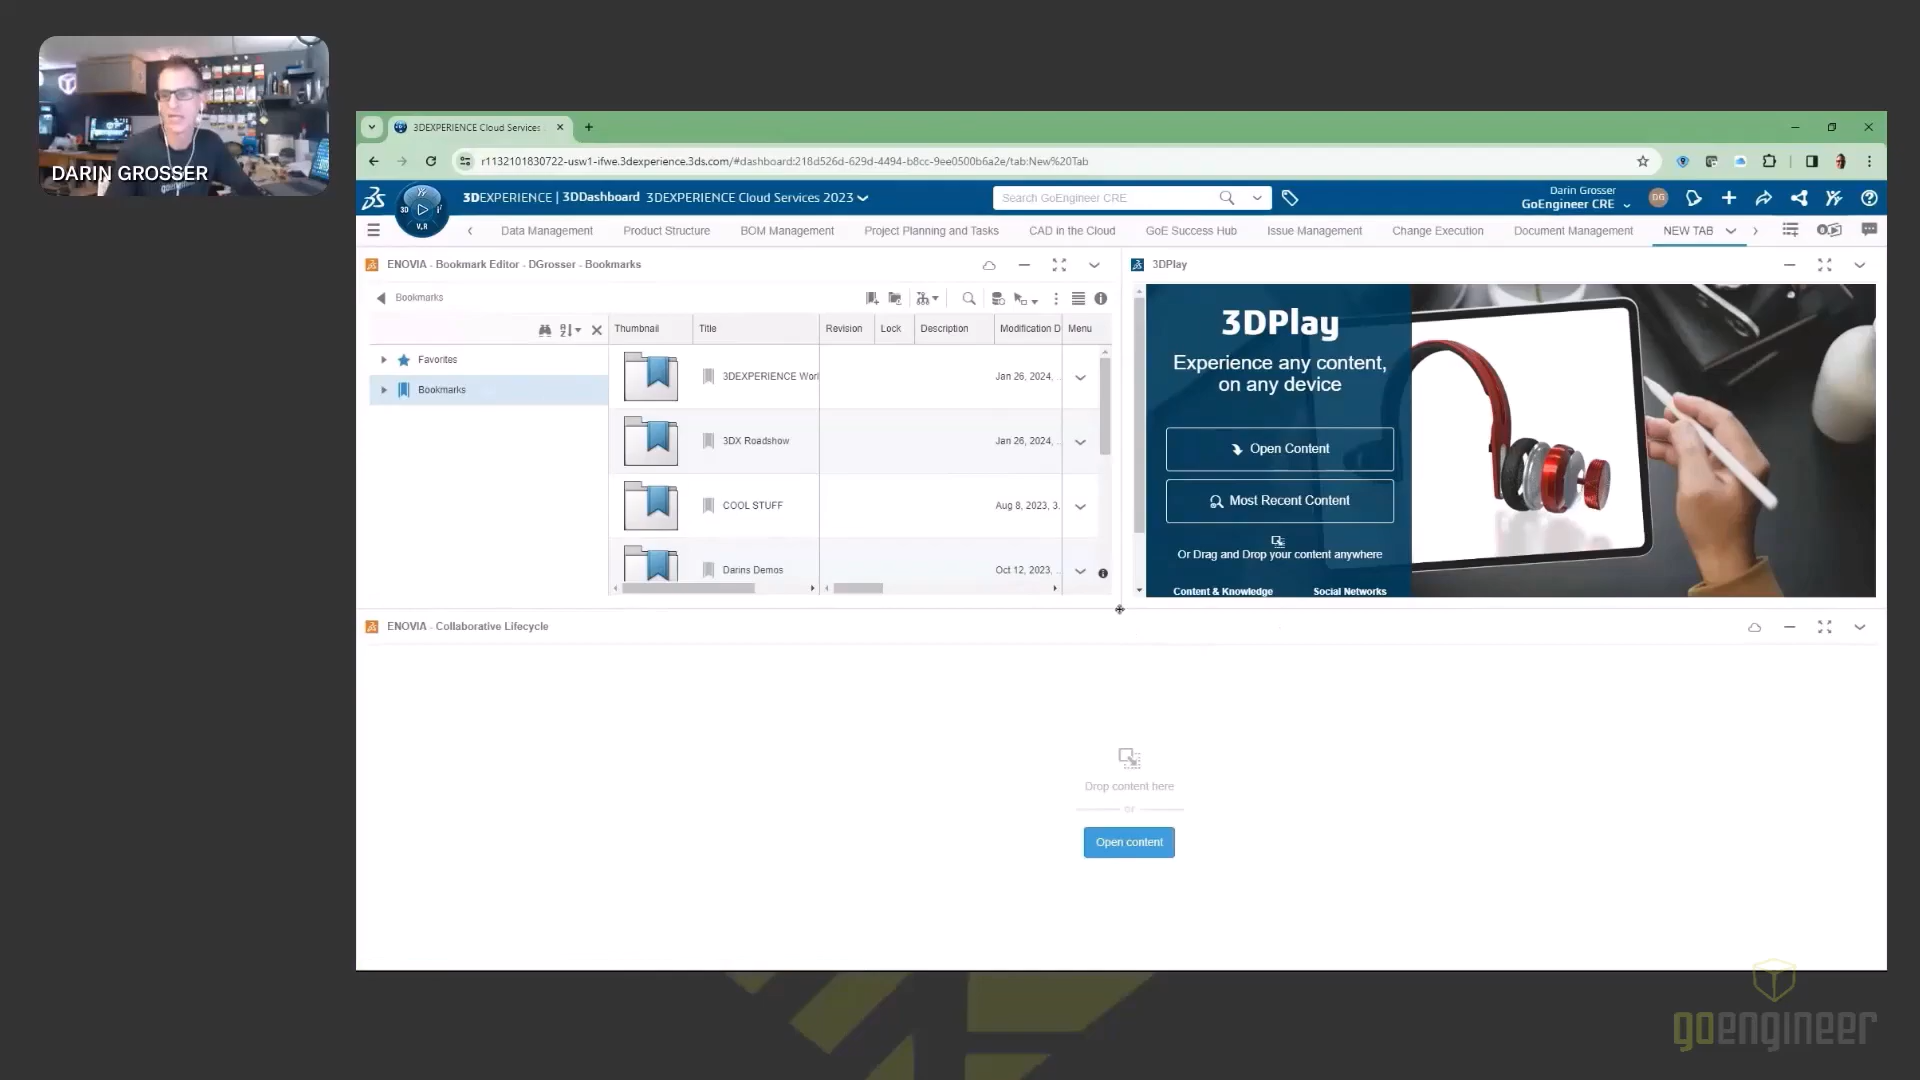 DARIN GROSSER
3DEXPERIENCE Cloud Services
r1132101830722-usw1-ifwe.3dexperience.3ds.com/#dashboard:218d526d-629d-4494-b8cc-9ee0500b6a2e/tab:New%20Tab
3DEXPERIENCE | 3DDashboard 3DEXPERIENCE Cloud Services 2023
Search GoEngineer CRE
Darin Grosser
GoEngineer CRE
DG
3D
V.R
Data Management Product Structure BOM Management Project Planning and Tasks CAD in the Cloud GoE Success Hub Issue Management Change Execution Document Management NEW TAB
ENOVIA - Bookmark Editor - DGrosser - Bookmarks
Bookmarks
Favorites
Bookmarks
Thumbnail Title Revision Lock Description Modification D Menu
3DEXPERIENCE Worl Jan 26, 2024,
3DX Roadshow Jan 26, 2024, ..
COOL STUFF Aug 8, 2023, 3.
Darins Demos Oct 12, 2023, ..
3DPlay
3DPlay
Experience any content,
on any device
Open Content
Most Recent Content
Or Drag and Drop your content anywhere
Content & Knowledge Social Networks
ENOVIA - Collaborative Lifecycle
Drop content here
or
Open content
goengineer